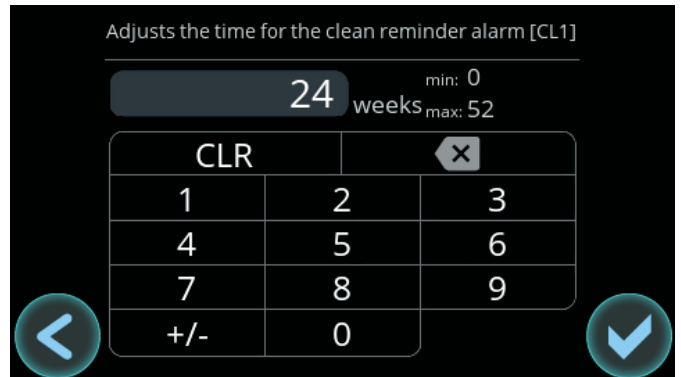 Adjusts the time for the clean reminder alarm [CL1]
24 weeks min: 0
max: 52
CLR
1 2 3
4 5 6
7 8 9
+/- 0